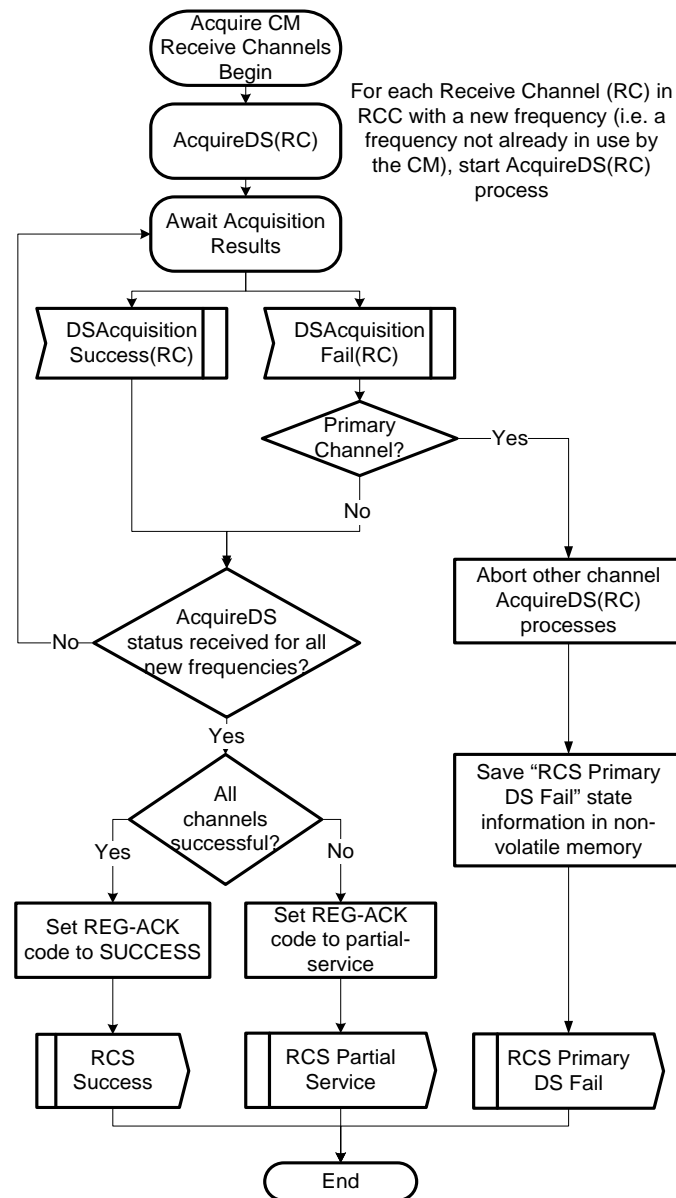 Acquire CM
Receive Channels
Begin
For each Receive Channel (RC) in
RCC with a new frequency (i.e. a
frequency not already in use by
the CM), start AcquireDS(RC)
process
AcquireDS(RC)
Await Acquisition
Results
DSAcquisition
Success(RC)
DSAcquisition
Fail(RC)
Primary
Channel?
Yes
No
Abort other channel
AcquireDS(RC)
processes
AcquireDS
status received for all
new frequencies?
No
Yes
Save “RCS Primary
DS Fail” state
information in non-
volatile memory
All
channels
successful?
Yes
No
Set REG-ACK
code to SUCCESS
Set REG-ACK
code to partial-
service
RCS
Success
RCS Partial
Service
RCS Primary
DS Fail
End